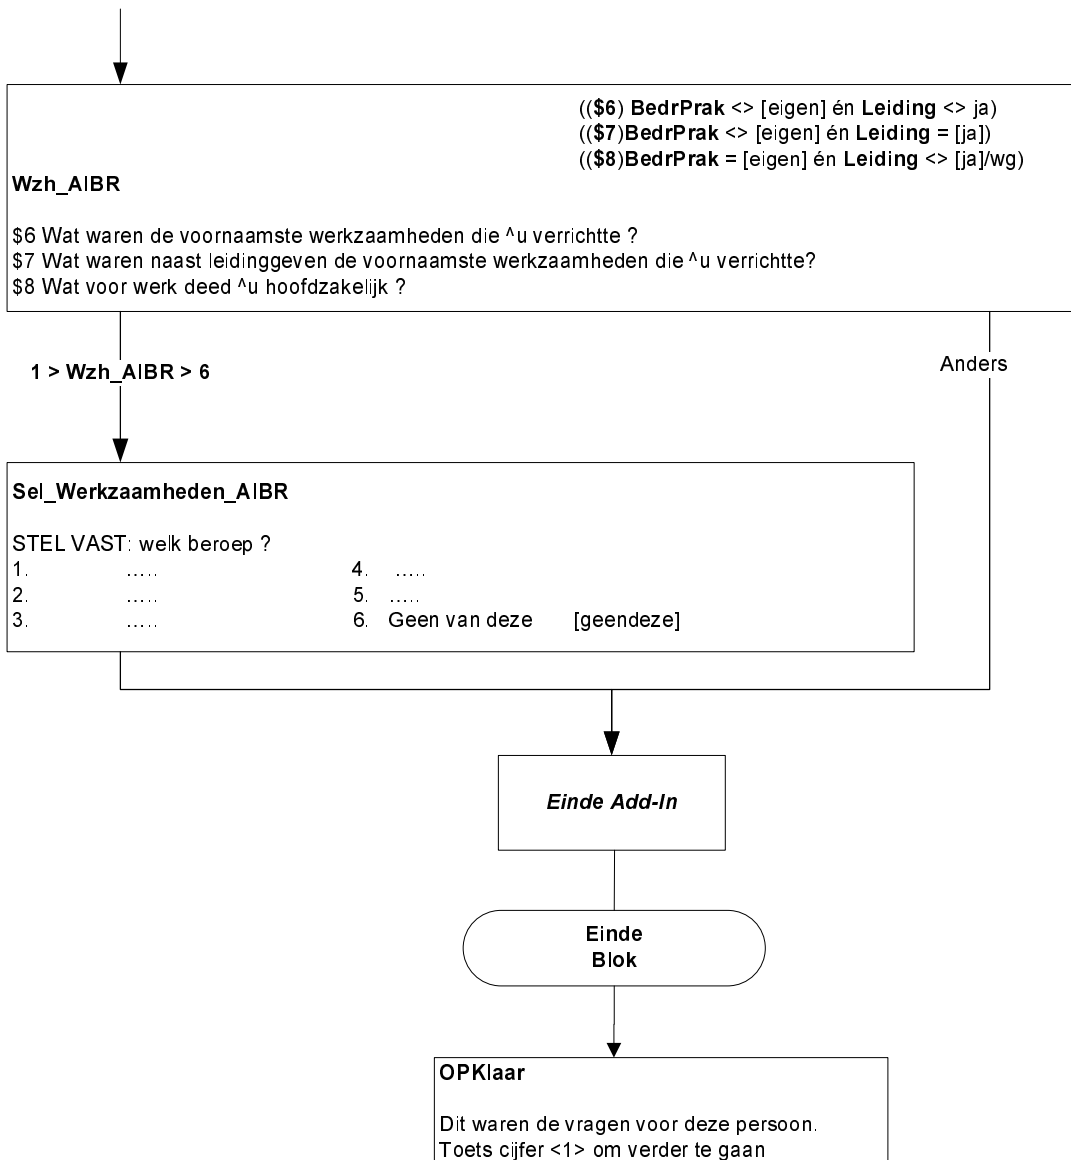 (($6) BedrPrak <> [eigen] én Leiding <> ja)
(($7)BedrPrak <> [eigen] én Leiding = [ja])
(($8)BedrPrak = [eigen] én Leiding <> [ja]/wg)
Wzh_AIBR
$6 Wat waren de voornaamste werkzaamheden die ^u verrichtte ?
$7 Wat waren naast leidinggeven de voornaamste werkzaamheden die ^u verrichtte?
$8 Wat voor werk deed ^u hoofdzakelijk ?
1 > Wzh_AIBR > 6
Anders
Sel_Werkzaamheden_AIBR
STEL VAST: welk beroep ?
1. ..... 4. .....
2. ..... 5. .....
3. ..... 6. Geen van deze [geendeze]
Einde Add-In
Einde
Blok
OPKlaar
Dit waren de vragen voor deze persoon.
Toets cijfer <1> om verder te gaan